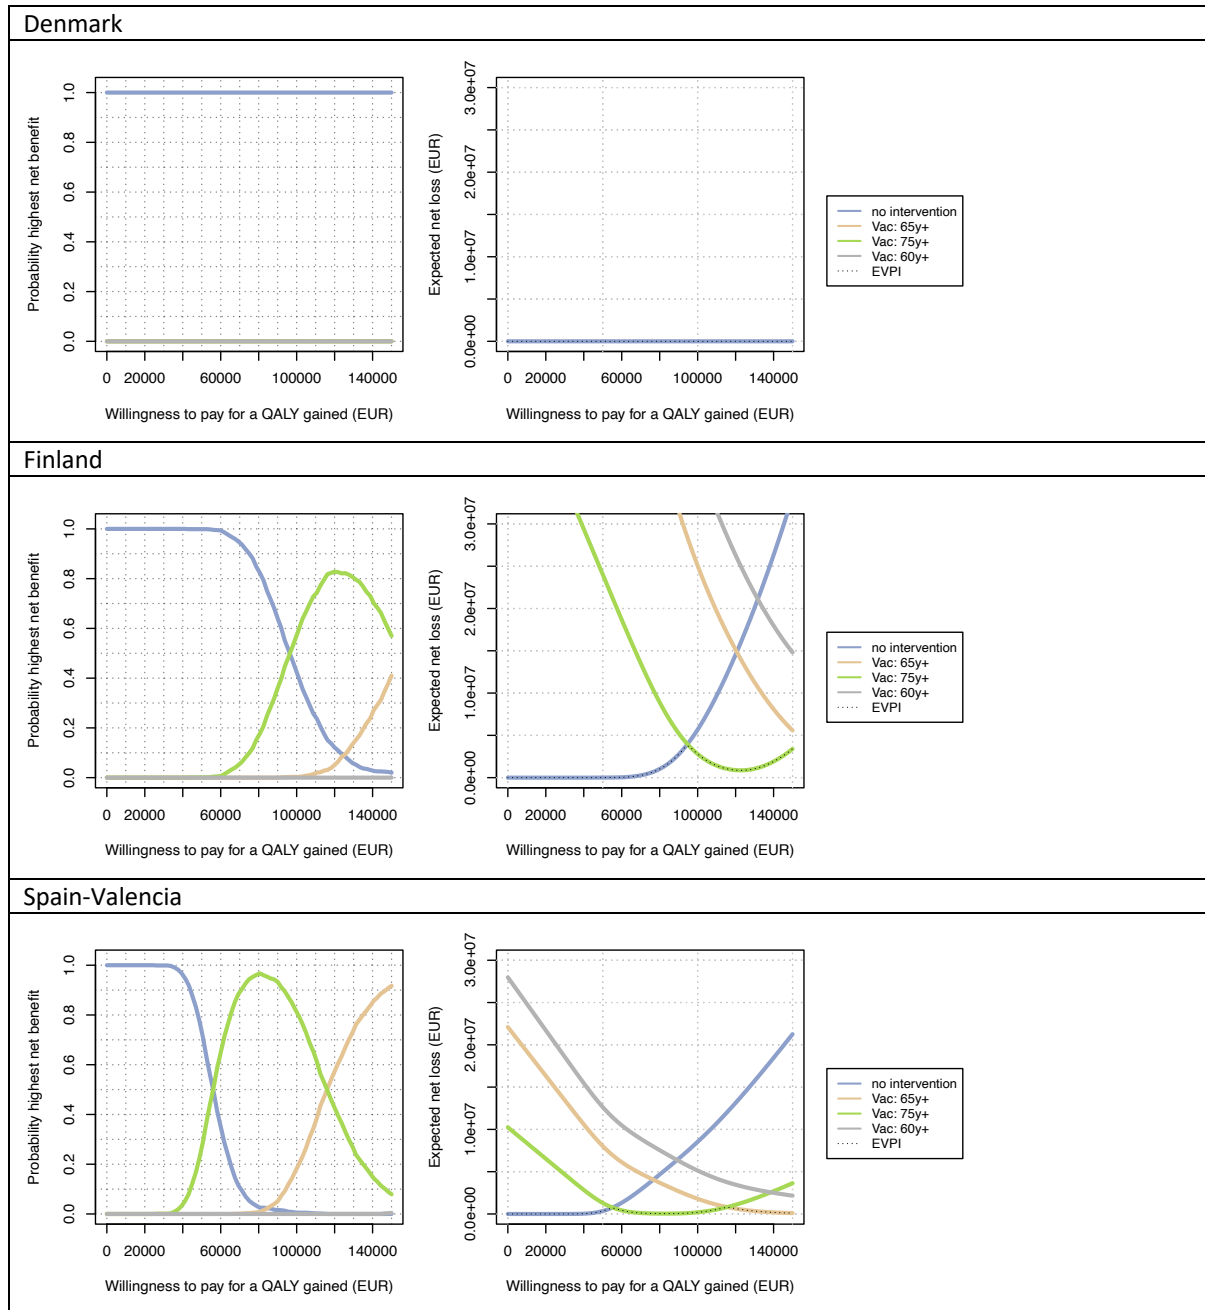 Denmark
Probability highest net benefit
0.0 0.2 0.4 0.6 0.8 1.0
0 20000 60000 100000 140000
Willingness to pay for a QALY gained (EUR)
Expected net loss (EUR)
0.0e+00 1.0e+07 2.0e+07 3.0e+07
0 20000 60000 100000 140000
Willingness to pay for a QALY gained (EUR)
no intervention
Vac: 65y+
Vac: 75y+
Vac: 60y+
EVPI
Finland
Probability highest net benefit
0.0 0.2 0.4 0.6 0.8 1.0
0 20000 60000 100000 140000
Willingness to pay for a QALY gained (EUR)
Expected net loss (EUR)
0.0e+00 1.0e+07 2.0e+07 3.0e+07
0 20000 60000 100000 140000
Willingness to pay for a QALY gained (EUR)
no intervention
Vac: 65y+
Vac: 75y+
Vac: 60y+
EVPI
Spain-Valencia
Probability highest net benefit
0.0 0.2 0.4 0.6 0.8 1.0
0 20000 60000 100000 140000
Willingness to pay for a QALY gained (EUR)
Expected net loss (EUR)
0.0e+00 1.0e+07 2.0e+07 3.0e+07
0 20000 60000 100000 140000
Willingness to pay for a QALY gained (EUR)
no intervention
Vac: 65y+
Vac: 75y+
Vac: 60y+
EVPI